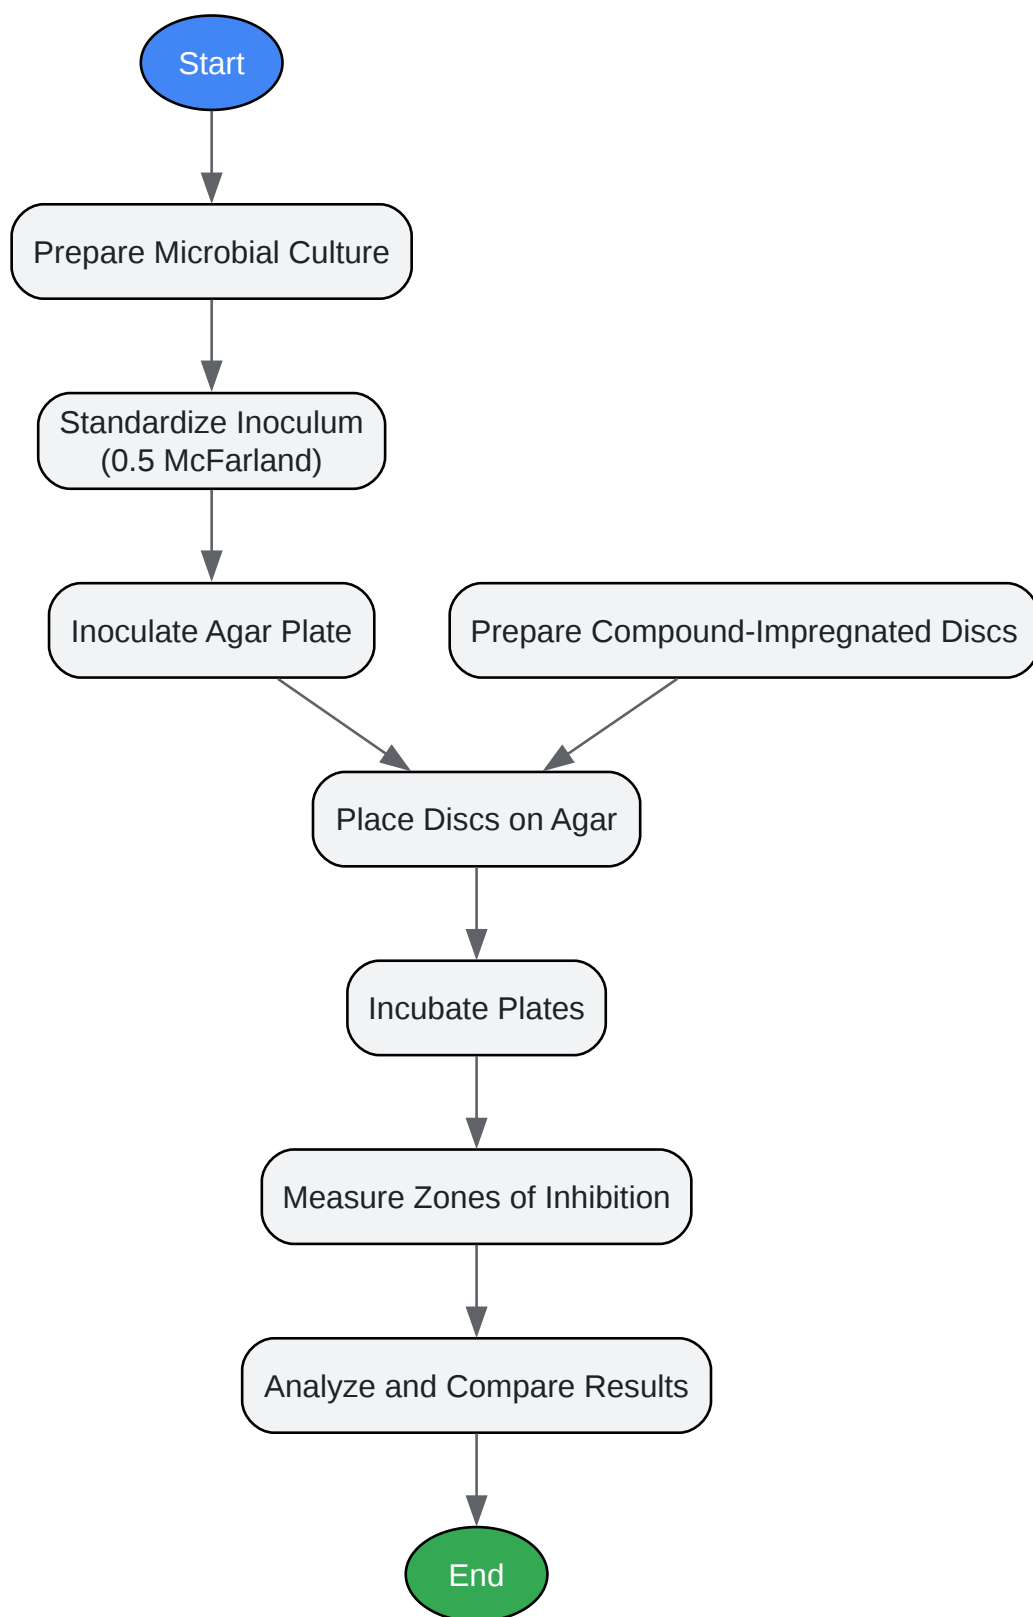 Start
Prepare Microbial Culture
Standardize Inoculum
(0.5 McFarland)
Inoculate Agar Plate
Prepare Compound-Impregnated Discs
Place Discs on Agar
Incubate Plates
Measure Zones of Inhibition
Analyze and Compare Results
End